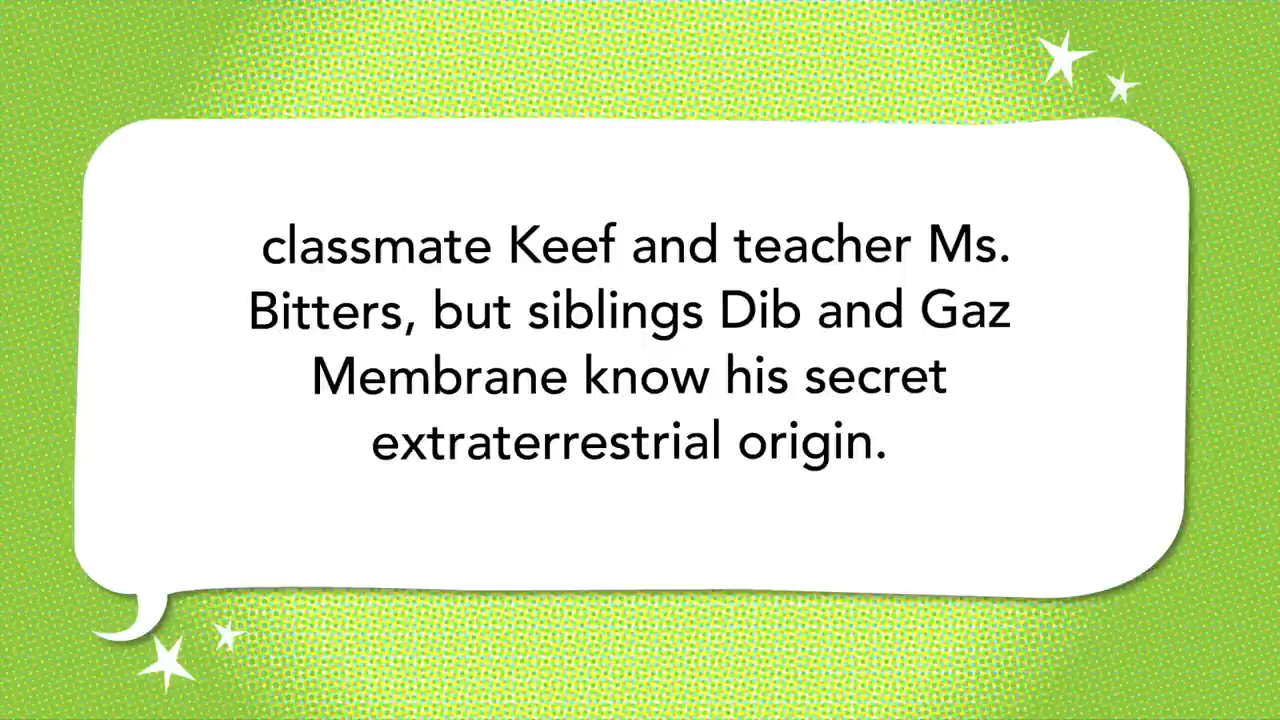 classmate Keef and teacher Ms.
Bitters, but siblings Dib and Gaz
Membrane know his secret
extraterrestrial origin.